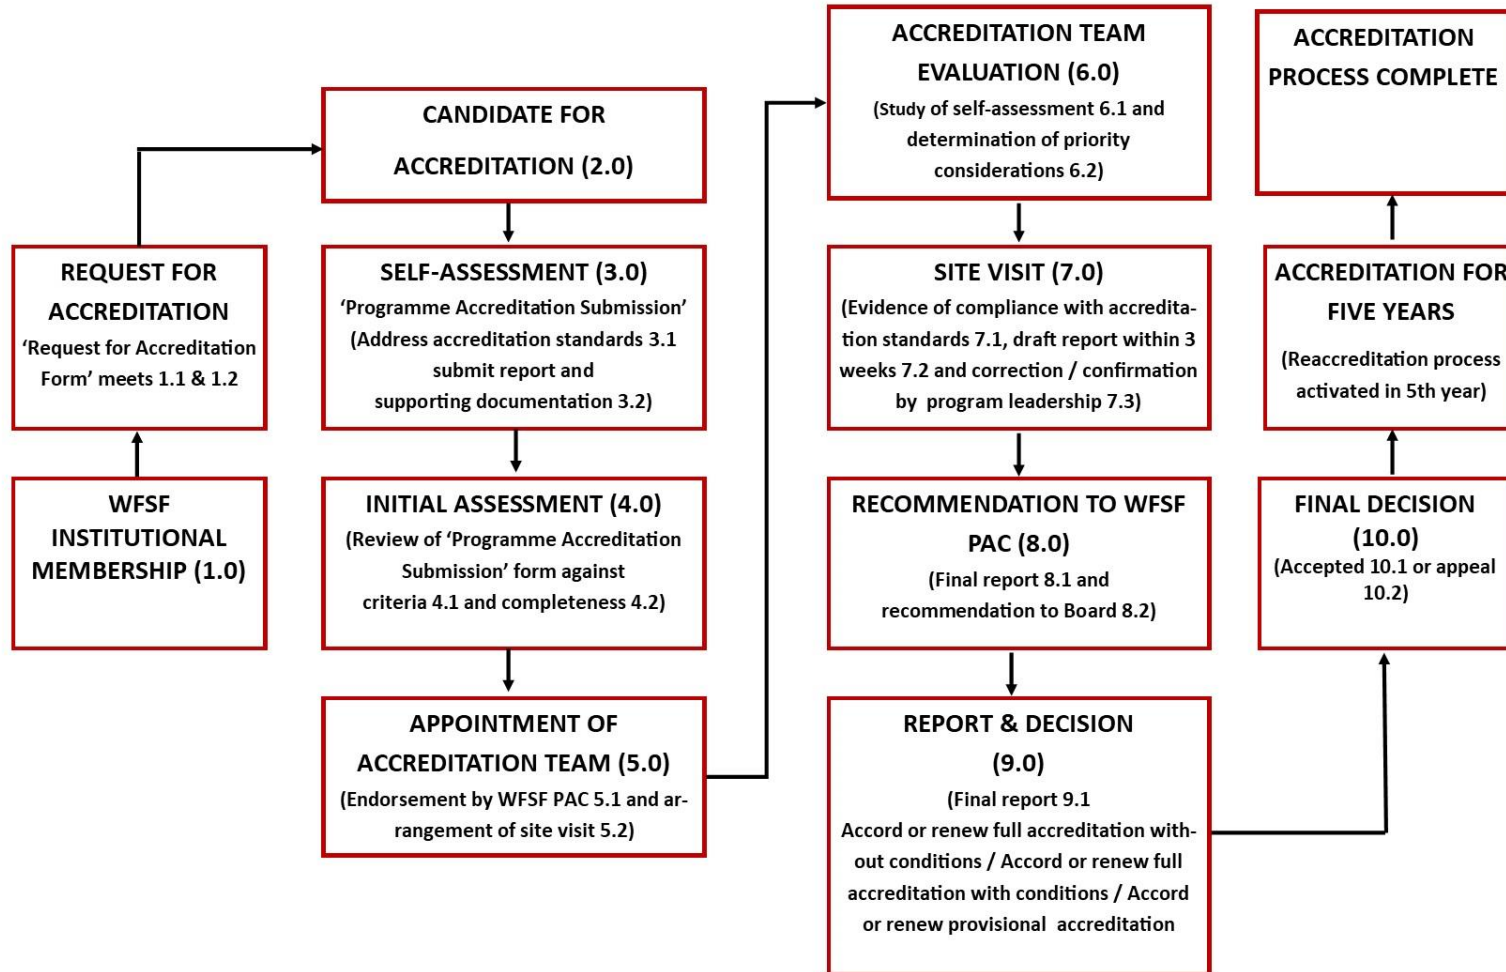 WFSF
INSTITUTIONAL
MEMBERSHIP (1.0)
REQUEST FOR
ACCREDITATION
‘Request for Accreditation
Form’ meets 1.1 & 1.2
CANDIDATE FOR
ACCREDITATION (2.0)
SELF-ASSESSMENT (3.0)
‘Programme Accreditation Submission’
(Address accreditation standards 3.1
submit report and
supporting documentation 3.2)
INITIAL ASSESSMENT (4.0)
(Review of ‘Programme Accreditation
Submission’ form against
criteria 4.1 and completeness 4.2)
APPOINTMENT OF
ACCREDITATION TEAM (5.0)
(Endorsement by WFSF PAC 5.1 and ar-
rangement of site visit 5.2)
ACCREDITATION TEAM
EVALUATION (6.0)
(Study of self-assessment 6.1 and
determination of priority
considerations 6.2)
SITE VISIT (7.0)
(Evidence of compliance with accredita-
tion standards 7.1, draft report within 3
weeks 7.2 and correction / confirmation
by program leadership 7.3)
RECOMMENDATION TO WFSF
PAC (8.0)
(Final report 8.1 and
recommendation to Board 8.2)
REPORT & DECISION
(9.0)
(Final report 9.1
Accord or renew full accreditation with-
out conditions / Accord or renew full
accreditation with conditions / Accord
or renew provisional accreditation
FINAL DECISION
(10.0)
(Accepted 10.1 or appeal
10.2)
ACCREDITATION FOR
FIVE YEARS
(Reaccreditation process
activated in 5th year)
ACCREDITATION
PROCESS COMPLETE